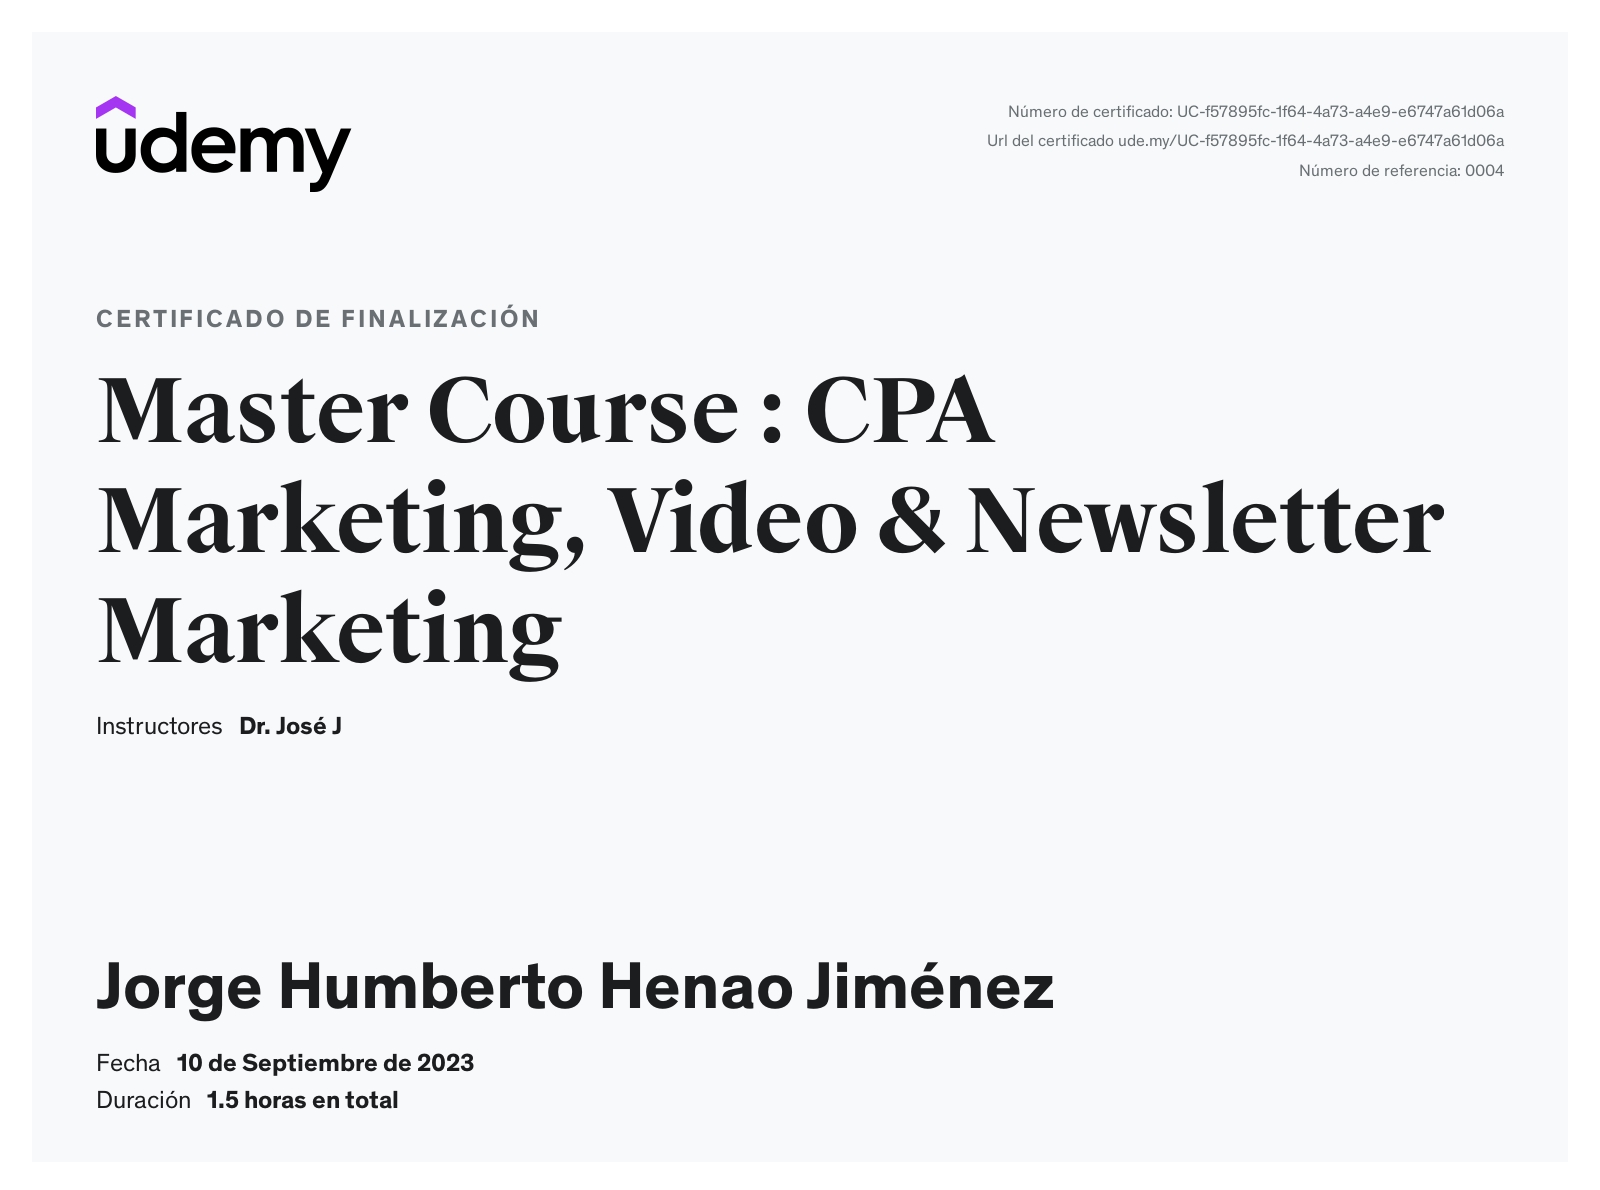 udemy
Número de certificado: UC-f57895fc-1f64-4a73-a4e9-e6747a61d06a
Url del certificado ude.my/UC-f57895fc-1f64-4a73-a4e9-e6747a61d06a
Número de referencia: 0004
CERTIFICADO DE FINALIZACIÓN
Master Course : CPA
Marketing, Video & Newsletter
Marketing
Instructores Dr. José J
Jorge Humberto Henao Jiménez
Fecha 10 de Septiembre de 2023
Duración 1.5 horas en total